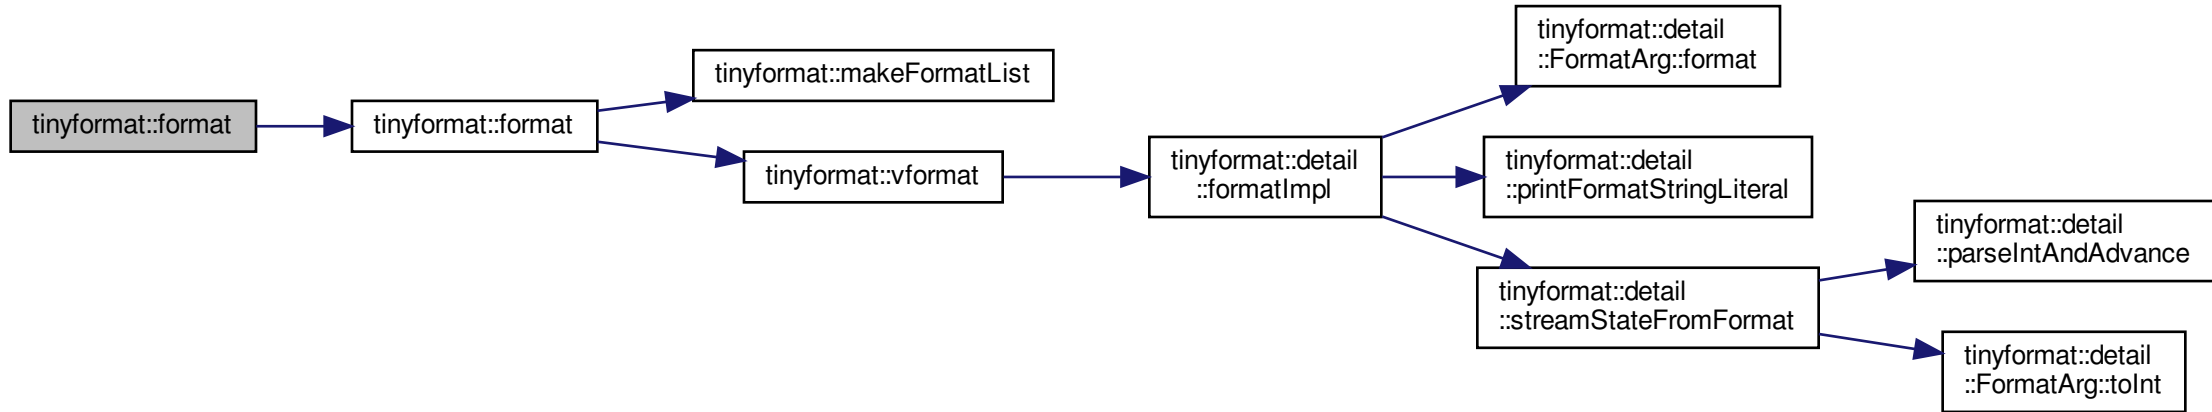 tinyformat::format
tinyformat::format
tinyformat::makeFormatList
tinyformat::vformat
tinyformat::detail
::formatImpl
tinyformat::detail
::FormatArg::format
tinyformat::detail
::printFormatStringLiteral
tinyformat::detail
::streamStateFromFormat
tinyformat::detail
::parseIntAndAdvance
tinyformat::detail
::FormatArg::toInt